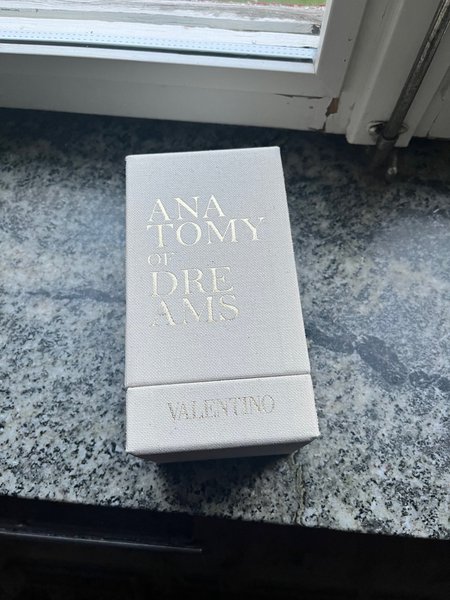 ANA
TOMY
OF
DRE
AMS
VALENTINO